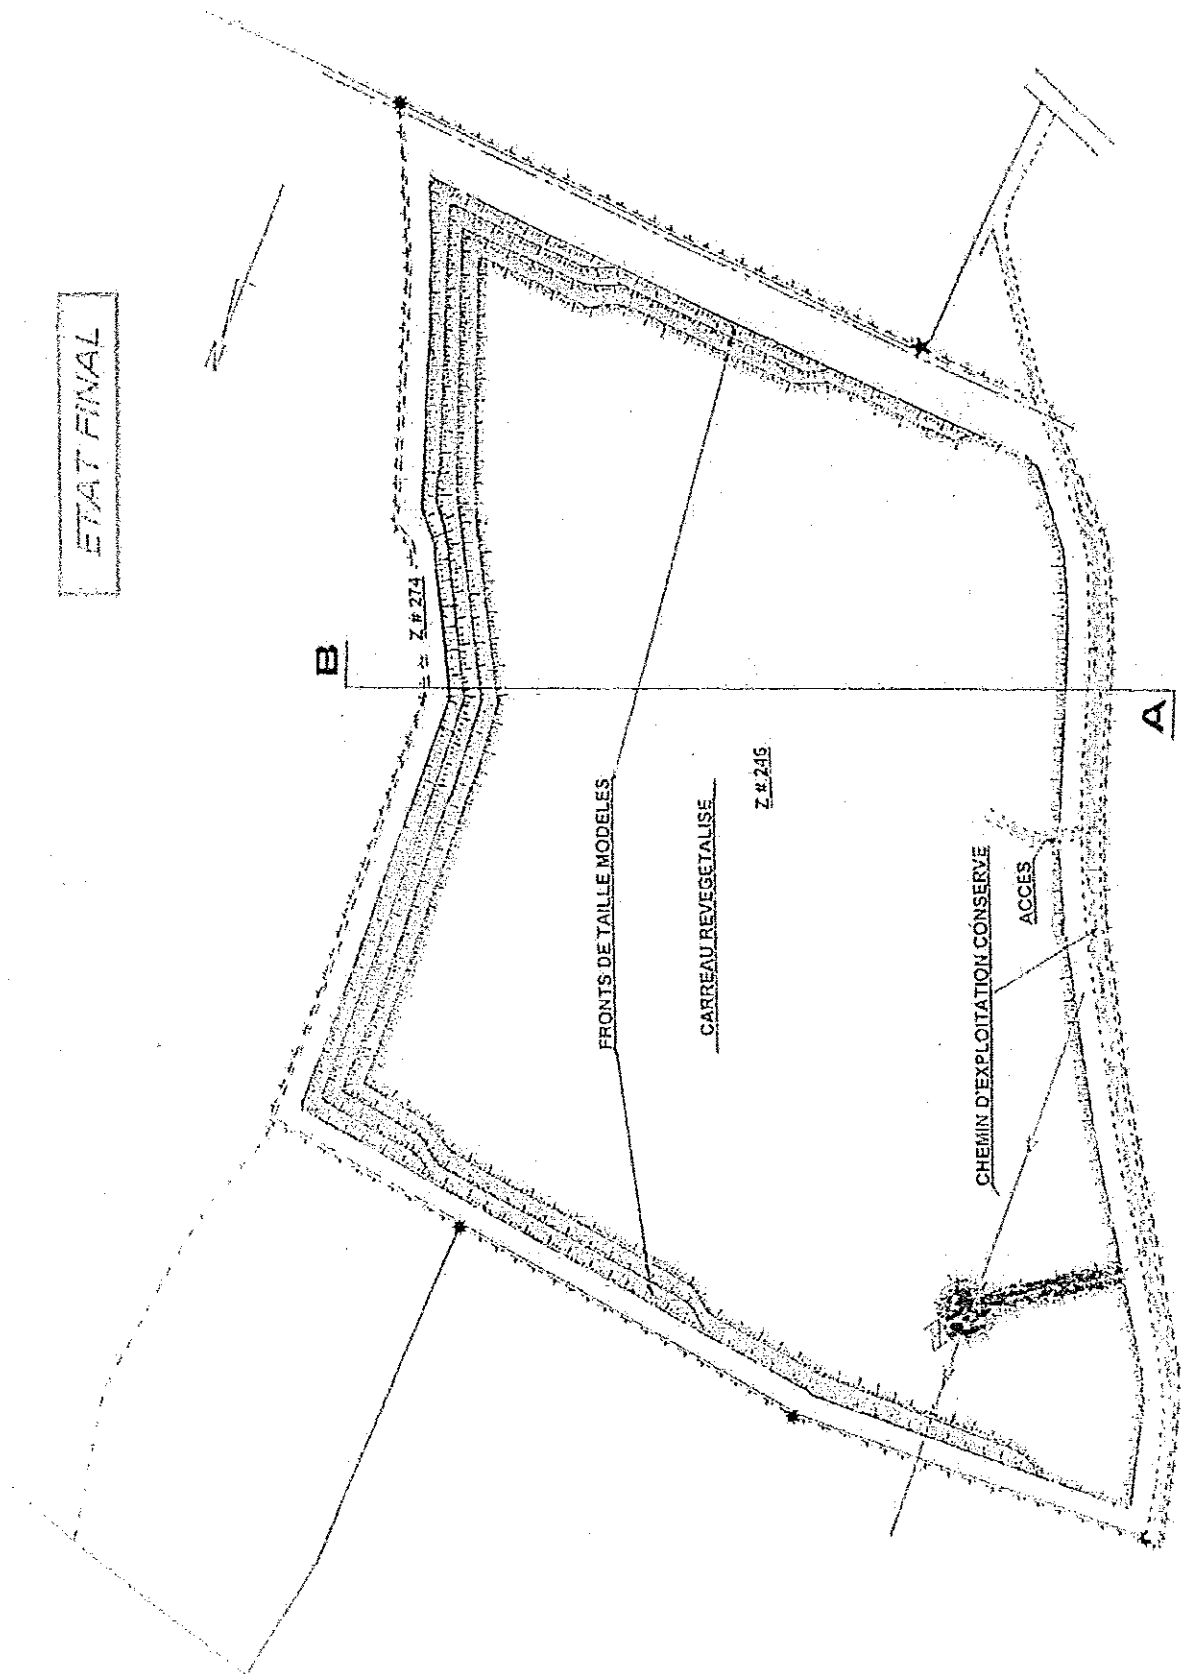 ETAT FINAL
N
B
Z # 274
FRONTS DE TAILLE MODELES
CARREAU REVEGETALISE
Z # 246
CHEMIN D'EXPLOITATION CONSERVE
ACCES
A